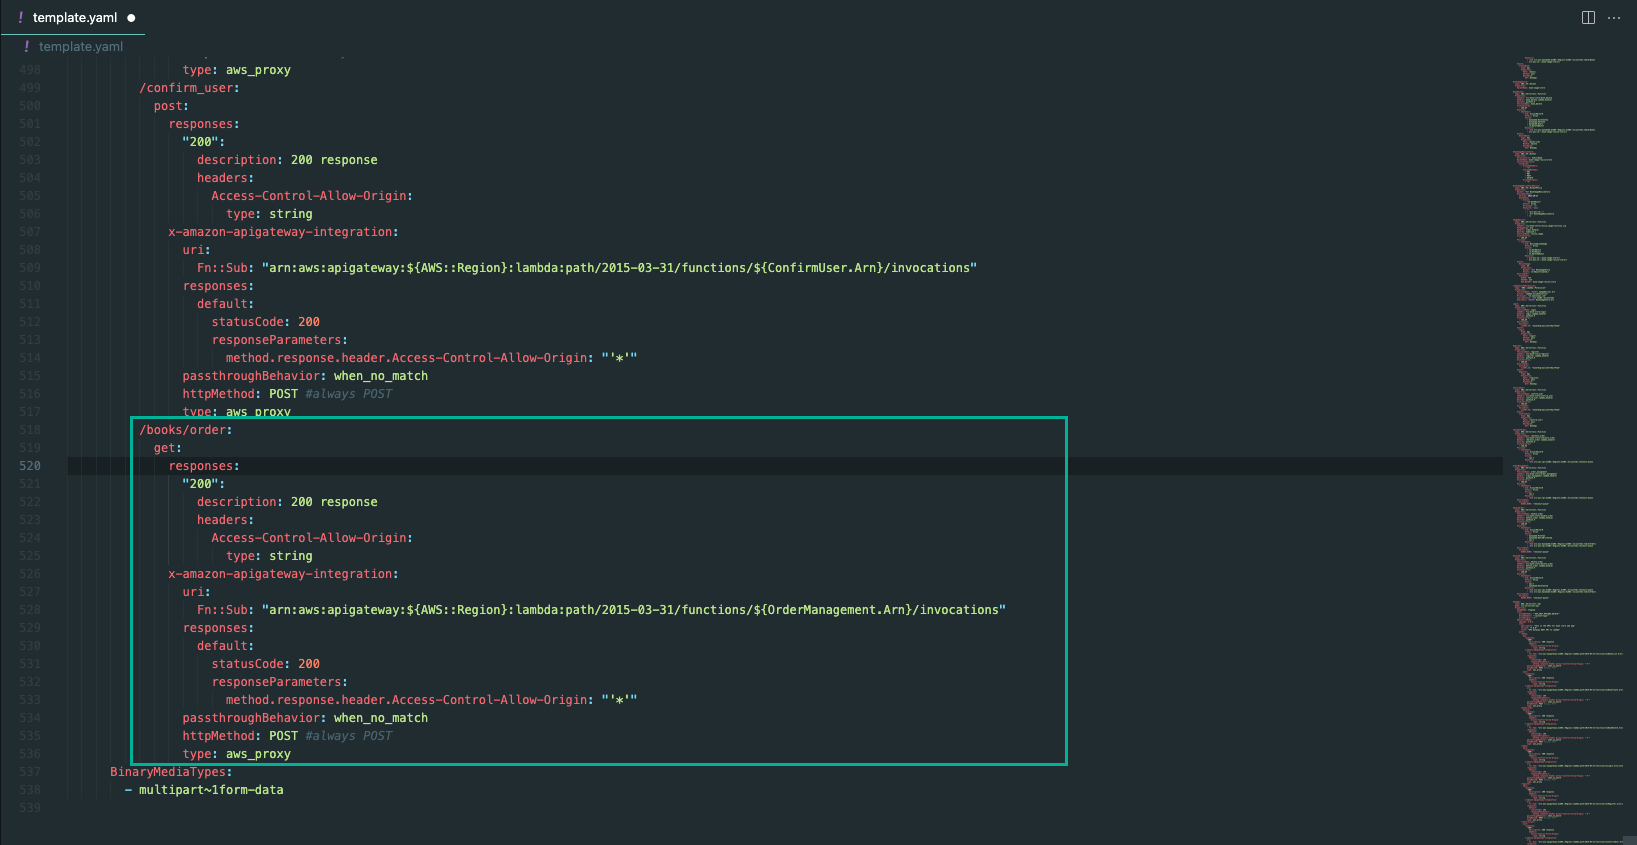 ! template.yaml ●
! template.yaml
498 type: aws_proxy
499 /confirm_user:
500 post:
501 responses:
502 "200":
503 description: 200 response
504 headers:
505 Access-Control-Allow-Origin:
506 type: string
507 x-amazon-apigateway-integration:
508 uri:
509 Fn::Sub: "arn:aws:apigateway:${AWS::Region}:lambda:path/2015-03-31/functions/${ConfirmUser.Arn}/invocations"
510 responses:
511 default:
512 statusCode: 200
513 responseParameters:
514 method.response.header.Access-Control-Allow-Origin: "'*'"
515 passthroughBehavior: when_no_match
516 httpMethod: POST #always POST
517 type: aws_proxy
518 /books/order:
519 get:
520 responses:
521 "200":
522 description: 200 response
523 headers:
524 Access-Control-Allow-Origin:
525 type: string
526 x-amazon-apigateway-integration:
527 uri:
528 Fn::Sub: "arn:aws:apigateway:${AWS::Region}:lambda:path/2015-03-31/functions/${OrderManagement.Arn}/invocations"
529 responses:
530 default:
531 statusCode: 200
532 responseParameters:
533 method.response.header.Access-Control-Allow-Origin: "'*'"
534 passthroughBehavior: when_no_match
535 httpMethod: POST #always POST
536 type: aws_proxy
537 BinaryMediaTypes:
538 - multipart~1form-data
539